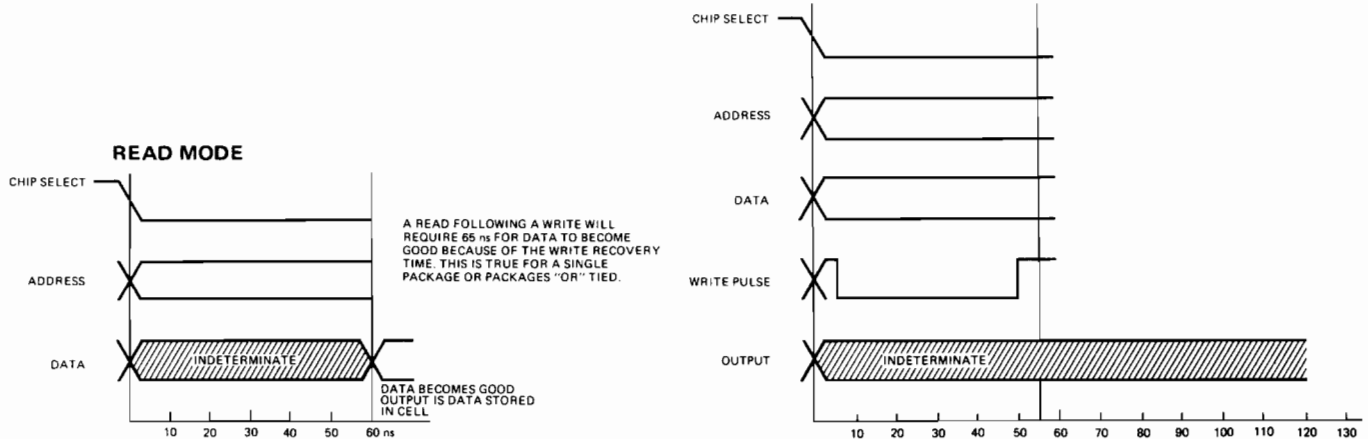 READ MODE
CHIP SELECT
ADDRESS
DATA
INDETERMINATE
A READ FOLLOWING A WRITE WILL
REQUIRE 65 ns FOR DATA TO BECOME
GOOD BECAUSE OF THE WRITE RECOVERY
TIME. THIS IS TRUE FOR A SINGLE
PACKAGE OR PACKAGES "OR" TIED.
DATA BECOMES GOOD
OUTPUT IS DATA STORED
IN CELL
10 20 30 40 50 60 ns
CHIP SELECT
ADDRESS
DATA
WRITE PULSE
OUTPUT
INDETERMINATE
10 20 30 40 50 60 70 80 90 100 110 120 130